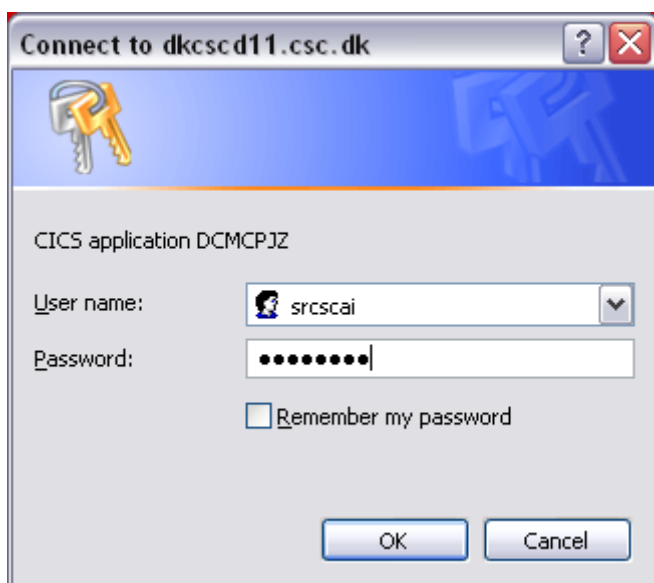 Connect to dkcscd11.csc.dk
CICS application DCMCPJZ
User name: srcscai
Password: ●●●●●●●●
Remember my password
OK Cancel